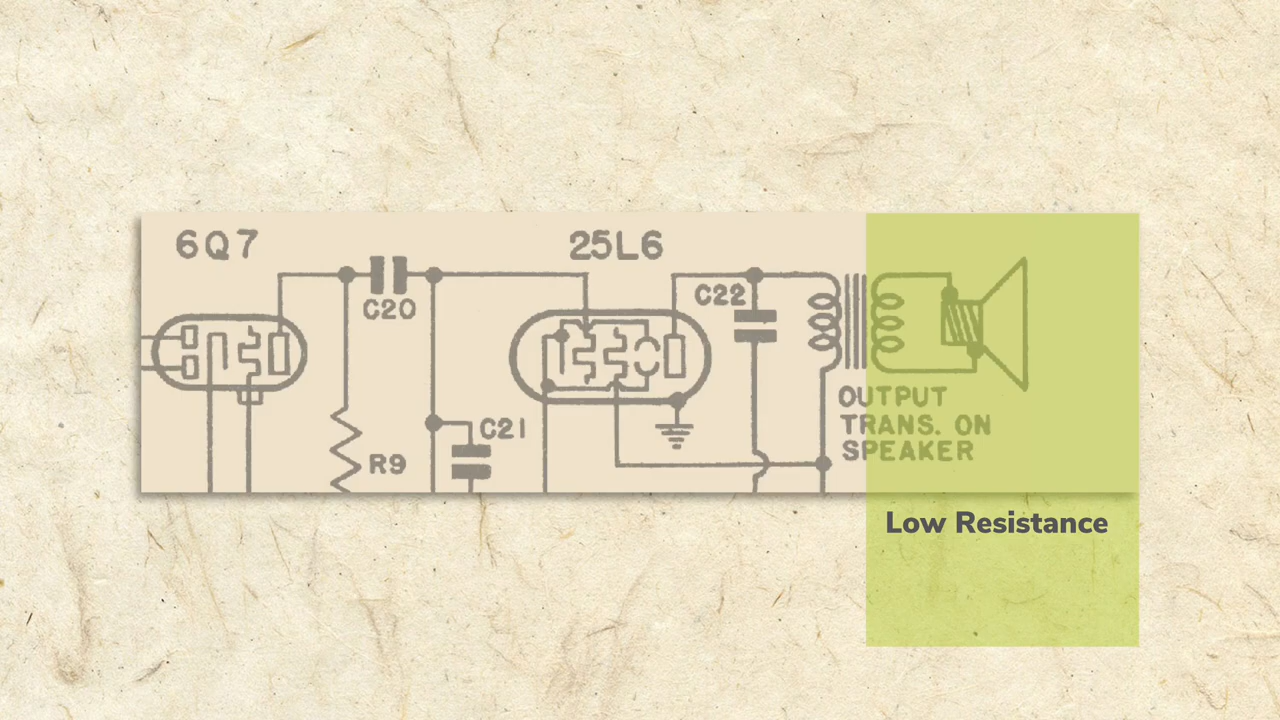 6Q7
25L6
C20
C22
C21
R9
OUTPUT
TRANS. ON
SPEAKER
Low Resistance